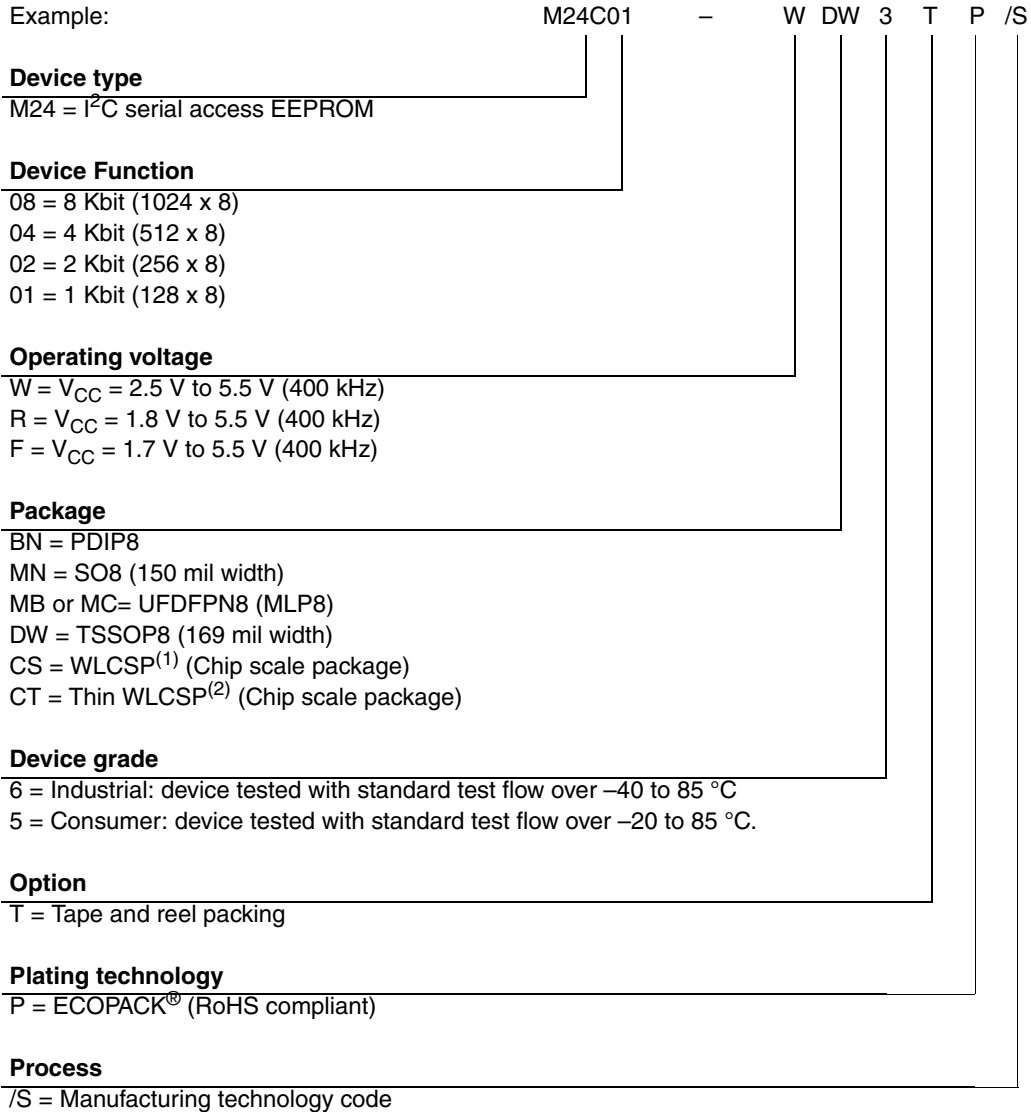 Example: M24C01 – W DW 3 T P /S
Device type
M24 = I²C serial access EEPROM
Device Function
08 = 8 Kbit (1024 x 8)
04 = 4 Kbit (512 x 8)
02 = 2 Kbit (256 x 8)
01 = 1 Kbit (128 x 8)
Operating voltage
W = VCC = 2.5 V to 5.5 V (400 kHz)
R = VCC = 1.8 V to 5.5 V (400 kHz)
F = VCC = 1.7 V to 5.5 V (400 kHz)
Package
BN = PDIP8
MN = SO8 (150 mil width)
MB or MC= UFDFPN8 (MLP8)
DW = TSSOP8 (169 mil width)
CS = WLCSP(1) (Chip scale package)
CT = Thin WLCSP(2) (Chip scale package)
Device grade
6 = Industrial: device tested with standard test flow over –40 to 85 °C
5 = Consumer: device tested with standard test flow over –20 to 85 °C.
Option
T = Tape and reel packing
Plating technology
P = ECOPACK® (RoHS compliant)
Process
/S = Manufacturing technology code